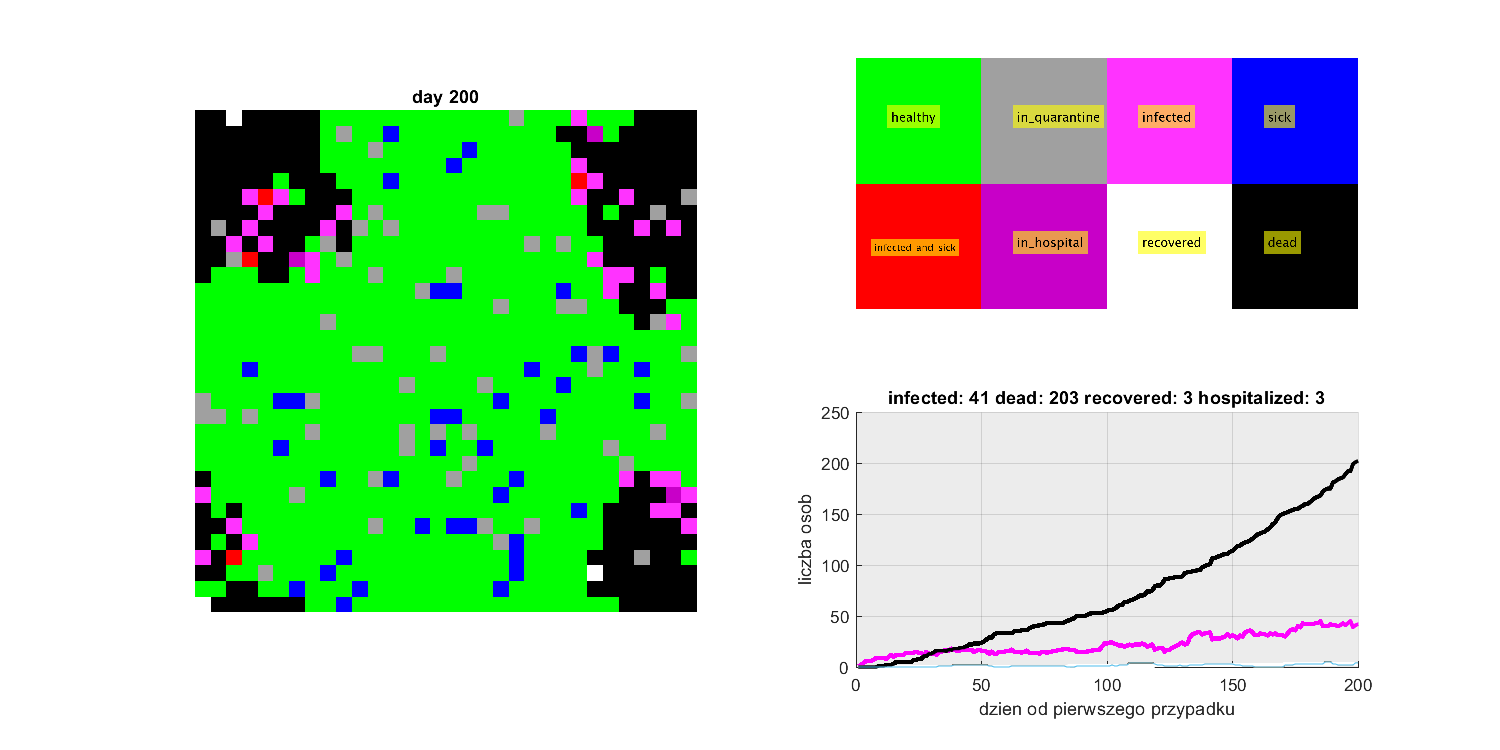 day 200
healthy
in_quarantine
infected
sick
infected and sick
in_hospital
recovered
dead
infected: 41 dead: 203 recovered: 3 hospitalized: 3
250
200
150
100
50
0
liczba osob
0 50 100 150 200
dzien od pierwszego przypadku